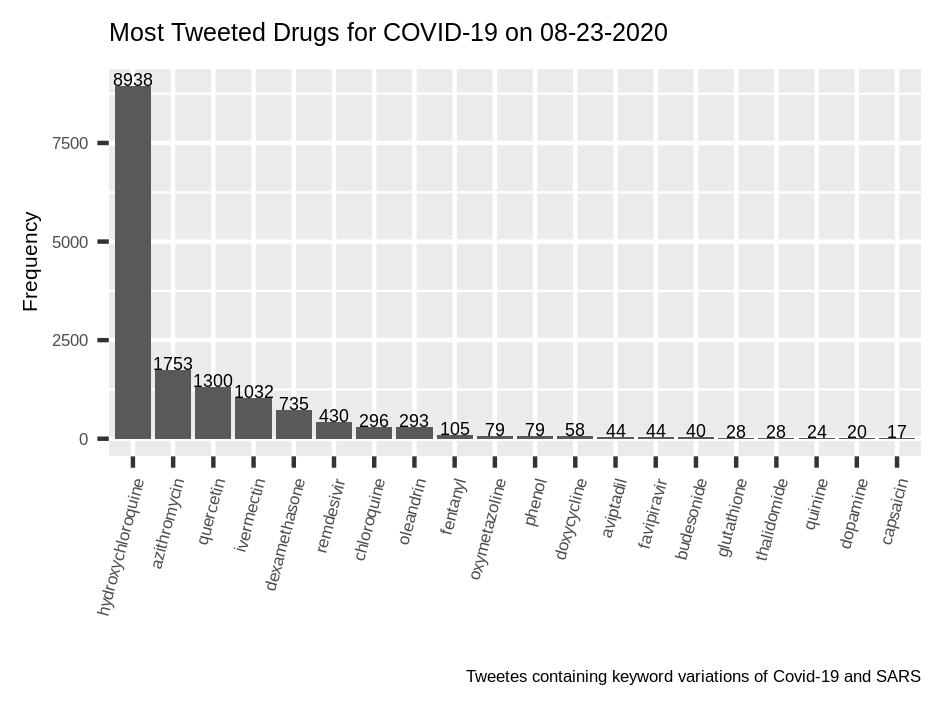 Most Tweeted Drugs for COVID-19 on 08-23-2020
Frequency
7500
5000
2500
0
8938
1753
1300
1032
735
430
296
293
105
79
79
58
44
44
40
28
28
24
20
17
hydroxychloroquine
azithromycin
quercetin
ivermectin
dexamethasone
remdesivir
chloroquine
oleandrin
fentanyl
oxymetazoline
phenol
doxycycline
aviptadil
favipiravir
budesonide
glutathione
thalidomide
quinine
dopamine
capsaicin
Tweetes containing keyword variations of Covid-19 and SARS